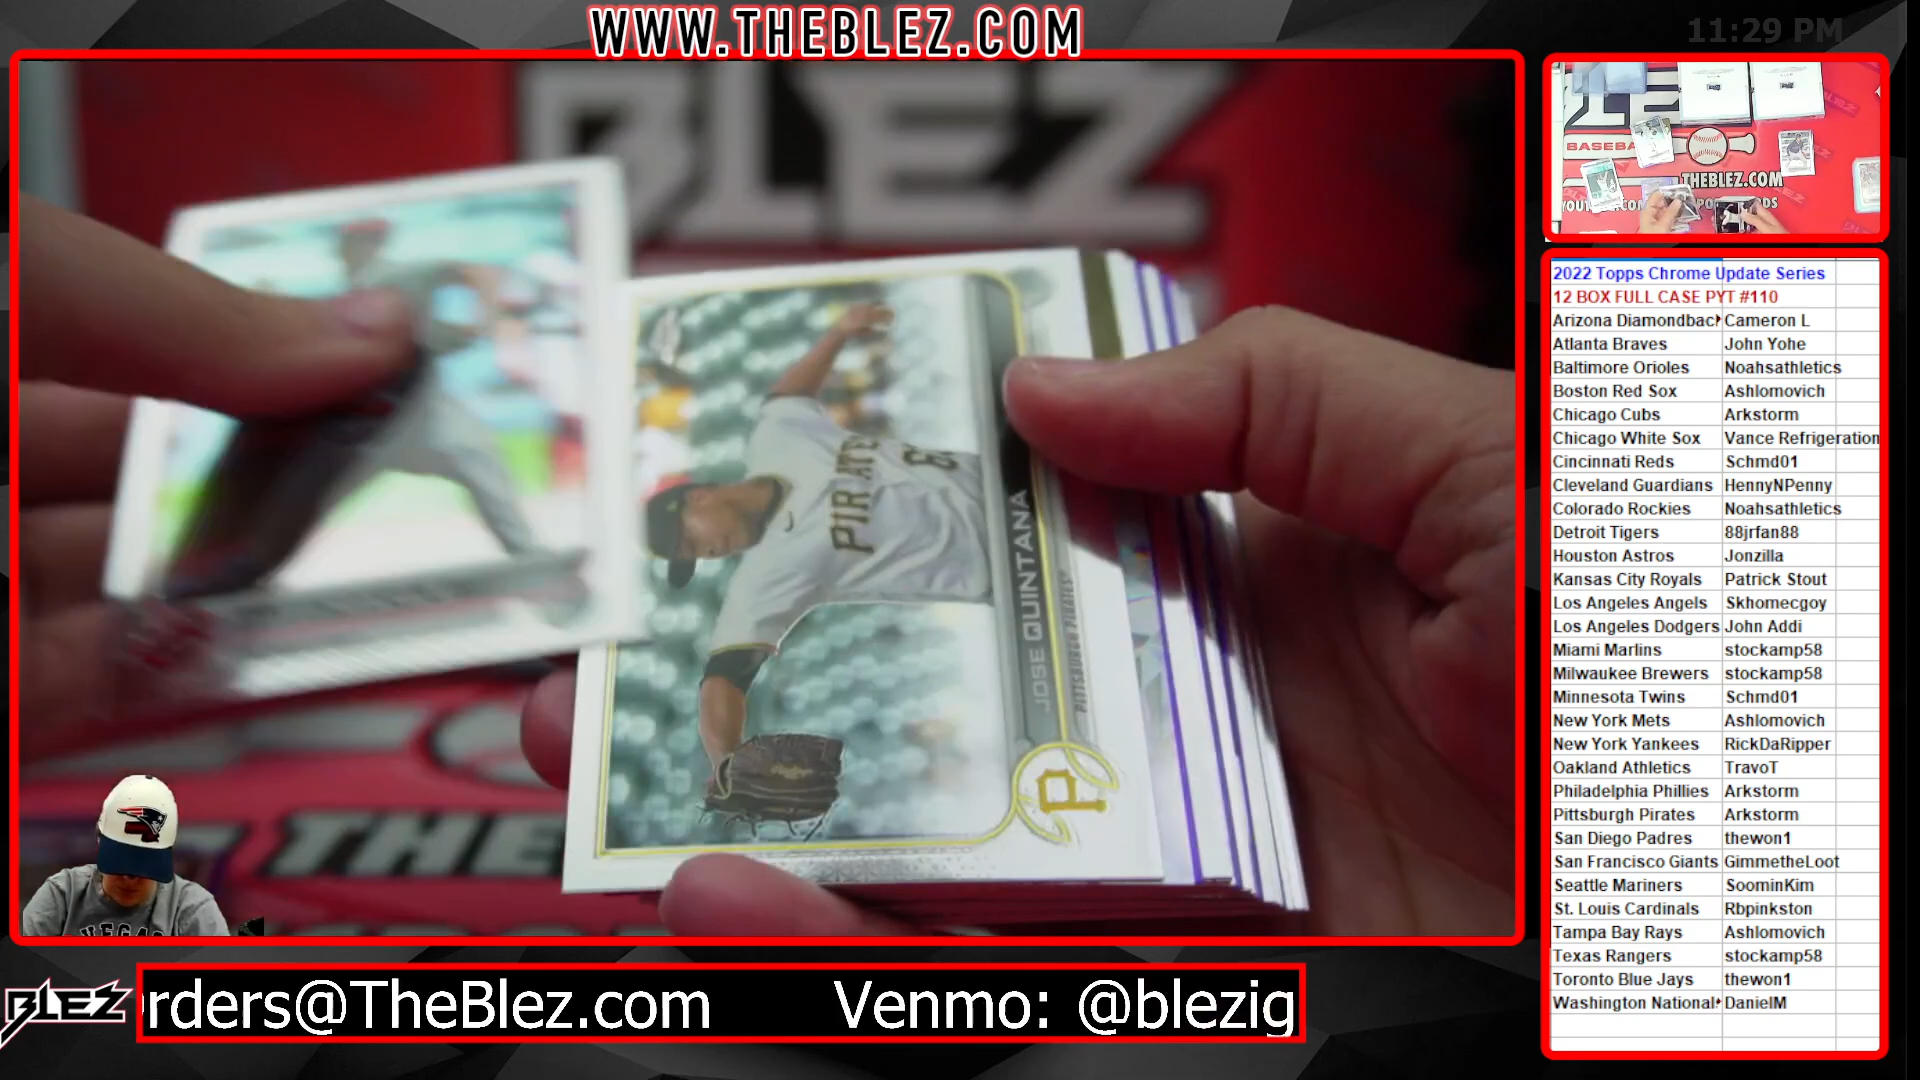 WWW.THEBLEZ.COM
11:29 PM
BLEZ
BASEBA
THEBLEZ.COM
PIRATE
JOSE QUINTANA
PITTSBURGH PIRATES
P
THE
VEGAS
2022 Topps Chrome Update Series
12 BOX FULL CASE PYT #110
Arizona Diamondbac Cameron L
Atlanta Braves John Yohe
Baltimore Orioles Noahsathletics
Boston Red Sox Ashlomovich
Chicago Cubs Arkstorm
Chicago White Sox Vance Refrigeration
Cincinnati Reds Schmd01
Cleveland Guardians HennyNPenny
Colorado Rockies Noahsathletics
Detroit Tigers 88jrfan88
Houston Astros Jonzilla
Kansas City Royals Patrick Stout
Los Angeles Angels Skhomecgoy
Los Angeles Dodgers John Addi
Miami Marlins stockamp58
Milwaukee Brewers stockamp58
Minnesota Twins Schmd01
New York Mets Ashlomovich
New York Yankees RickDaRipper
Oakland Athletics TravoT
Philadelphia Phillies Arkstorm
Pittsburgh Pirates Arkstorm
San Diego Padres thewon1
San Francisco Giants GimmetheLoot
Seattle Mariners SoominKim
St. Louis Cardinals Rbpinkston
Tampa Bay Rays Ashlomovich
Texas Rangers stockamp58
Toronto Blue Jays thewon1
Washington National DanielM
BLEZ
rders@TheBlez.com Venmo: @blezig